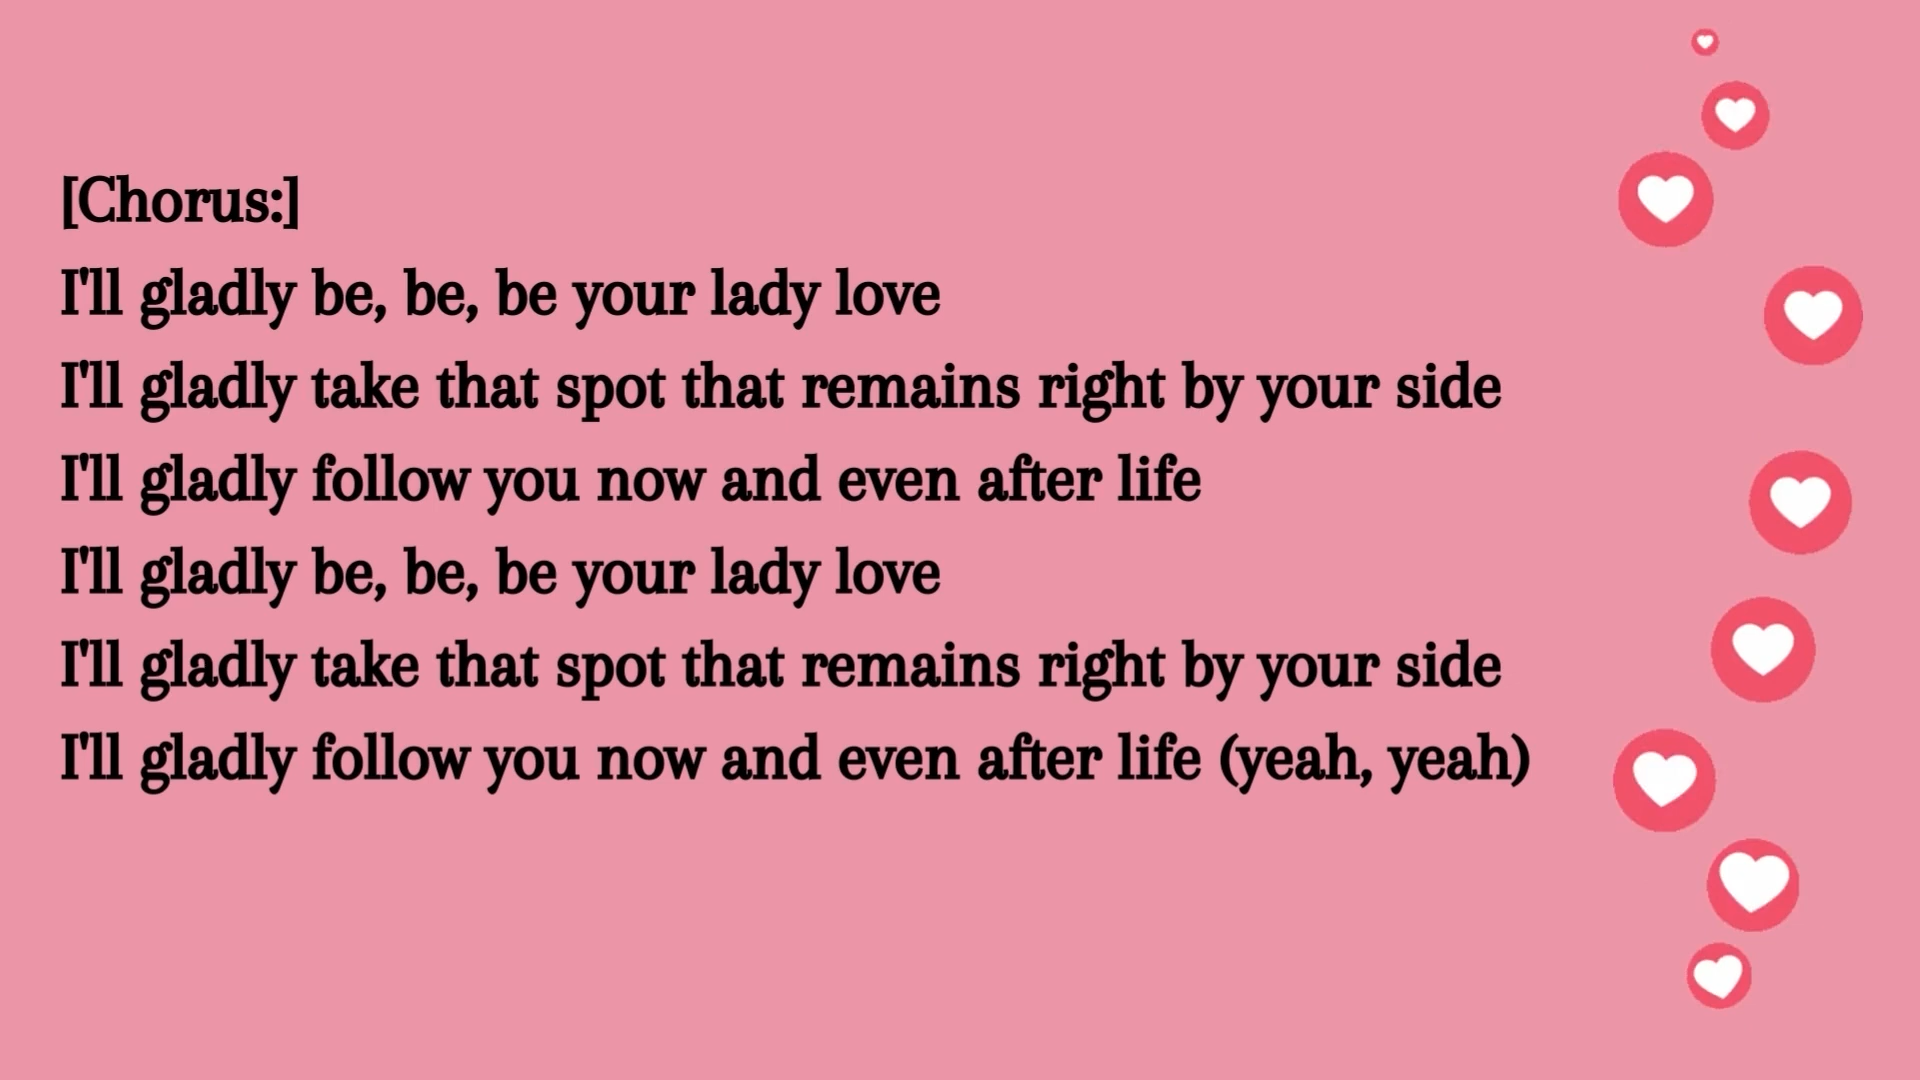 [Chorus:]
I'll gladly be, be, be your lady love
I'll gladly take that spot that remains right by your side
I'll gladly follow you now and even after life
I'll gladly be, be, be your lady love
I'll gladly take that spot that remains right by your side
I'll gladly follow you now and even after life (yeah, yeah)